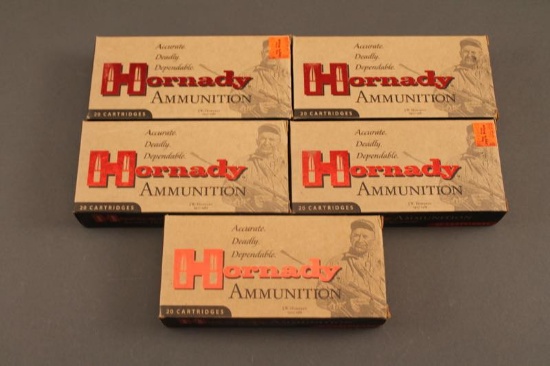 Accurate.
Deadly.
Dependable.
Hornady
AMMUNITION
20 CARTRIDGES
Accurate.
Deadly.
Dependable.
Hornady
AMMUNITION
20 CARTRIDGES
Accurate.
Deadly.
Dependable.
Hornady
AMMUNITION
20 CARTRIDGES
Accurate.
Deadly.
Dependable.
Hornady
AMMUNITION
20 CARTRIDGES
Accurate.
Deadly.
Dependable.
Hornady
AMMUNITION
20 CARTRIDGES